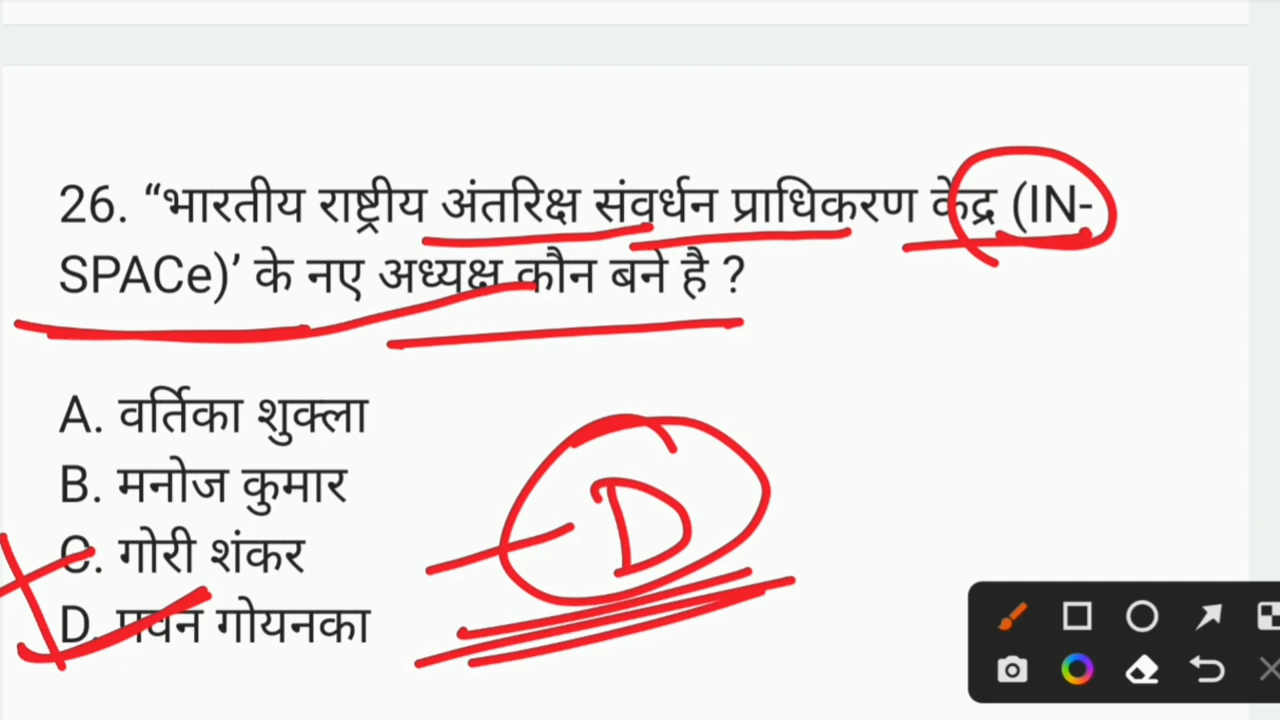 26. “भारतीय राष्ट्रीय अंतरिक्ष संवर्धन प्राधिकरण केंद्र (IN-
SPACe)’ के नए अध्यक्ष कौन बने है ?
A. वर्तिका शुक्ला
B. मनोज कुमार
C. गोरी शंकर
D. पवन गोयनका
D